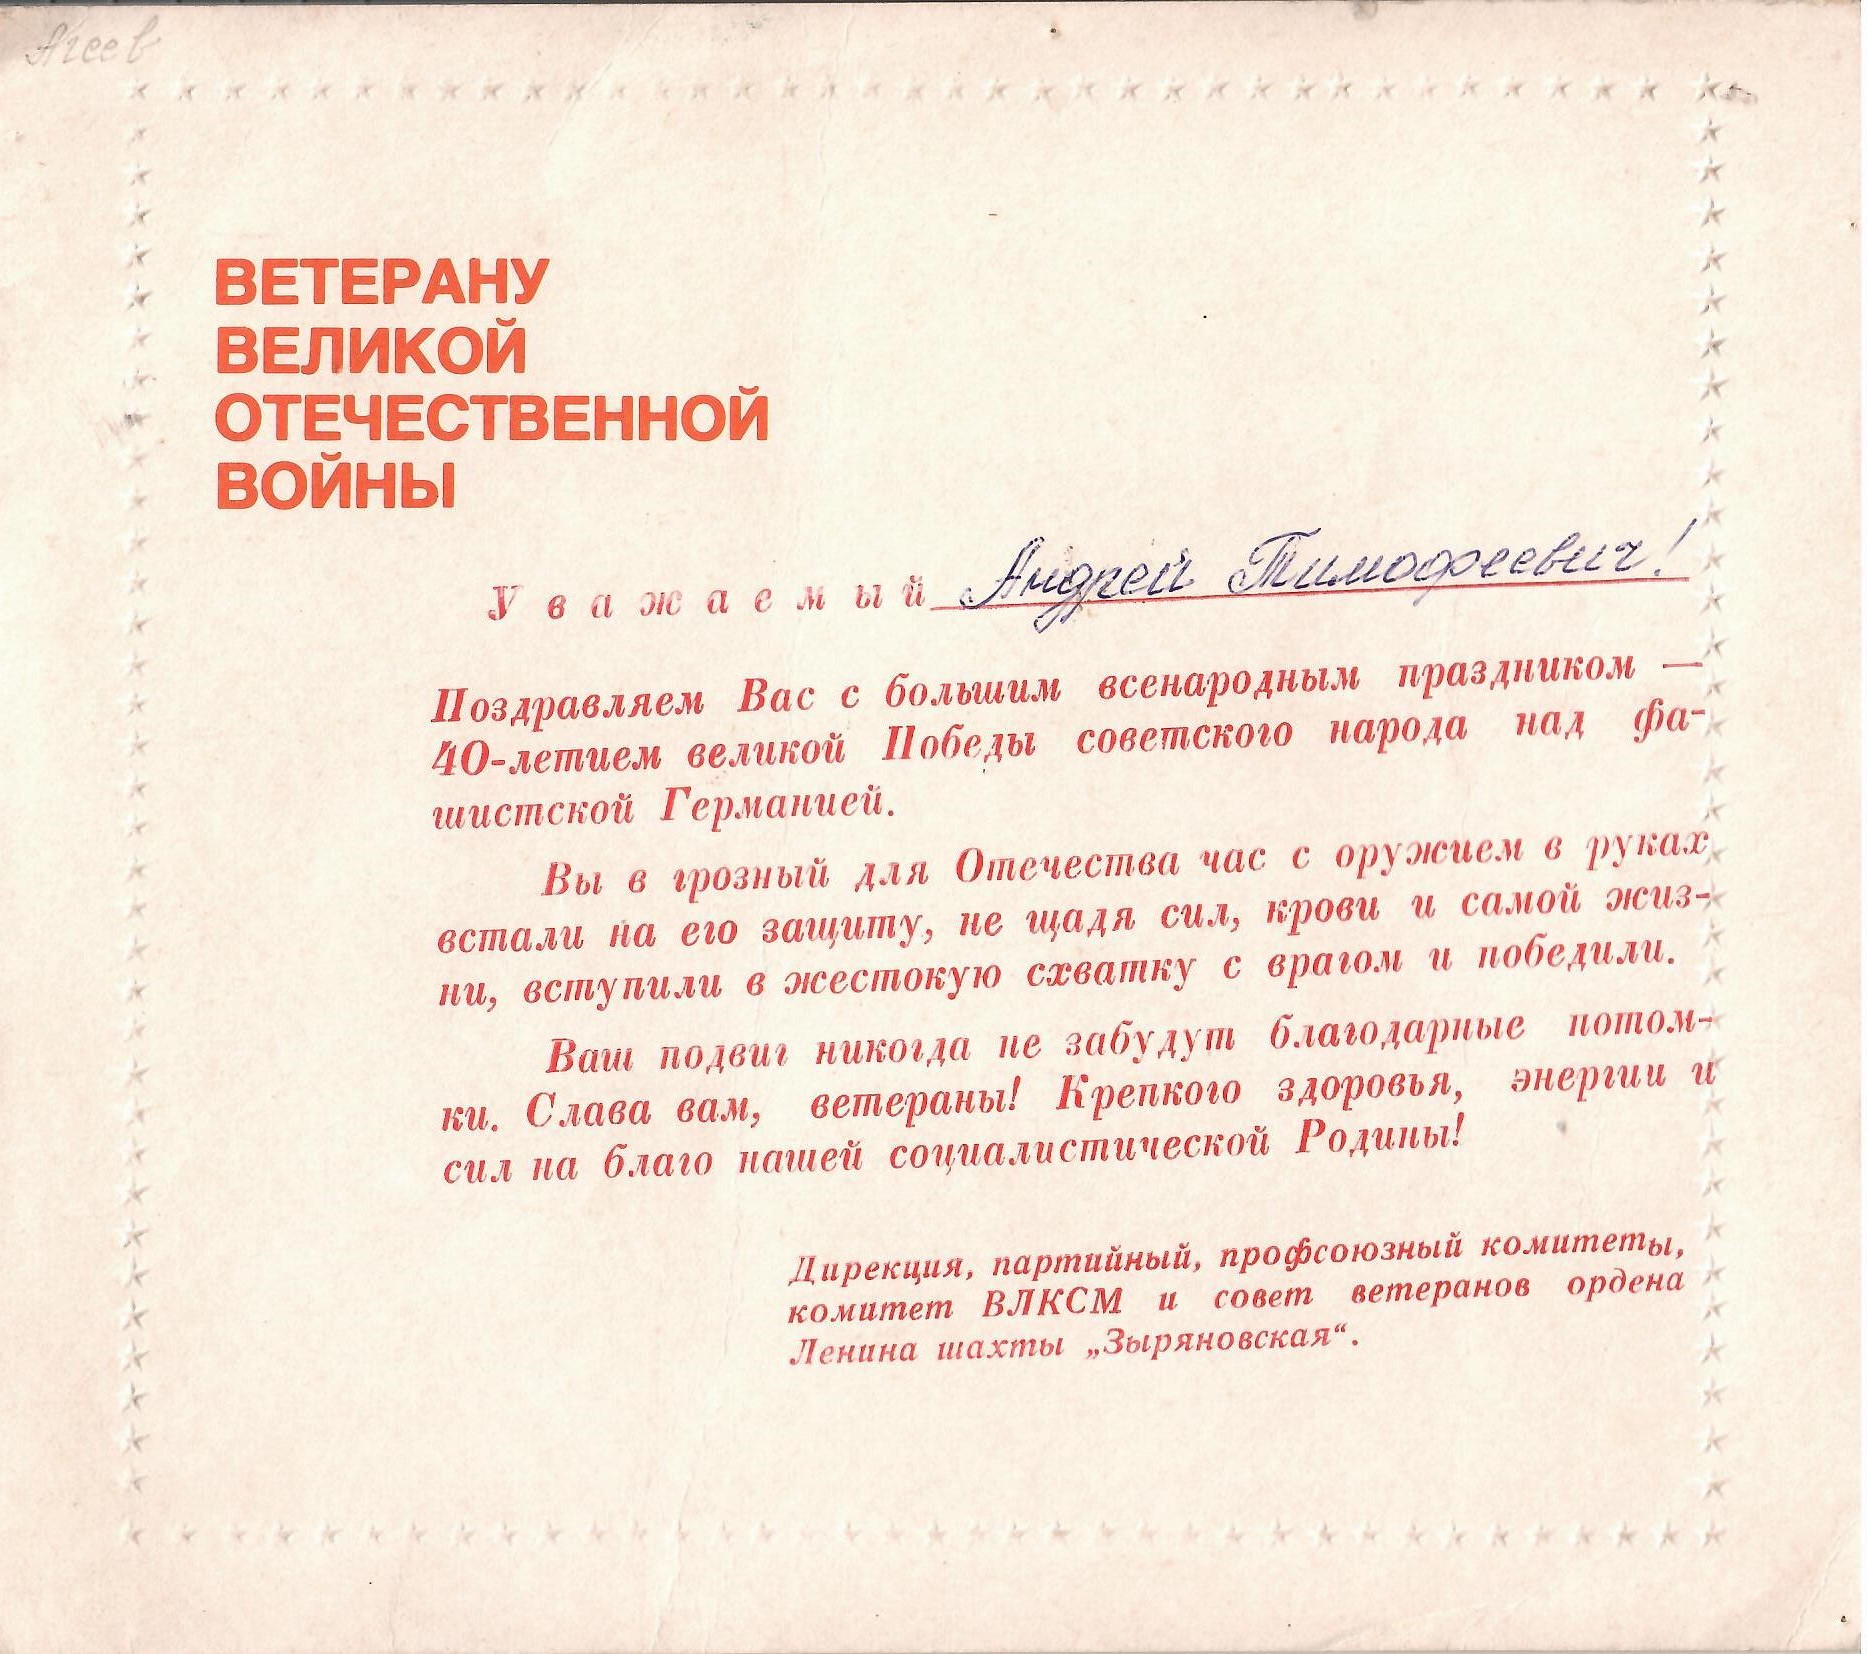 Агеев
ВЕТЕРАНУ
ВЕЛИКОЙ
ОТЕЧЕСТВЕННОЙ
ВОЙНЫ
Уважаемый Андрей Тимофеевич!
Поздравляем Вас с большим всенародным праздником —
40-летием великой Победы советского народа над фа-
шистской Германией.
Вы в грозный для Отечества час с оружием в руках
встали на его защиту, не щадя сил, крови и самой жиз-
ни, вступили в жестокую схватку с врагом и победили.
Ваш подвиг никогда не забудут благодарные потом-
ки. Слава вам, ветераны! Крепкого здоровья, энергии и
сил на благо нашей социалистической Родины!
Дирекция, партийный, профсоюзный комитеты,
комитет ВЛКСМ и совет ветеранов ордена
Ленина шахты „Зыряновская“.